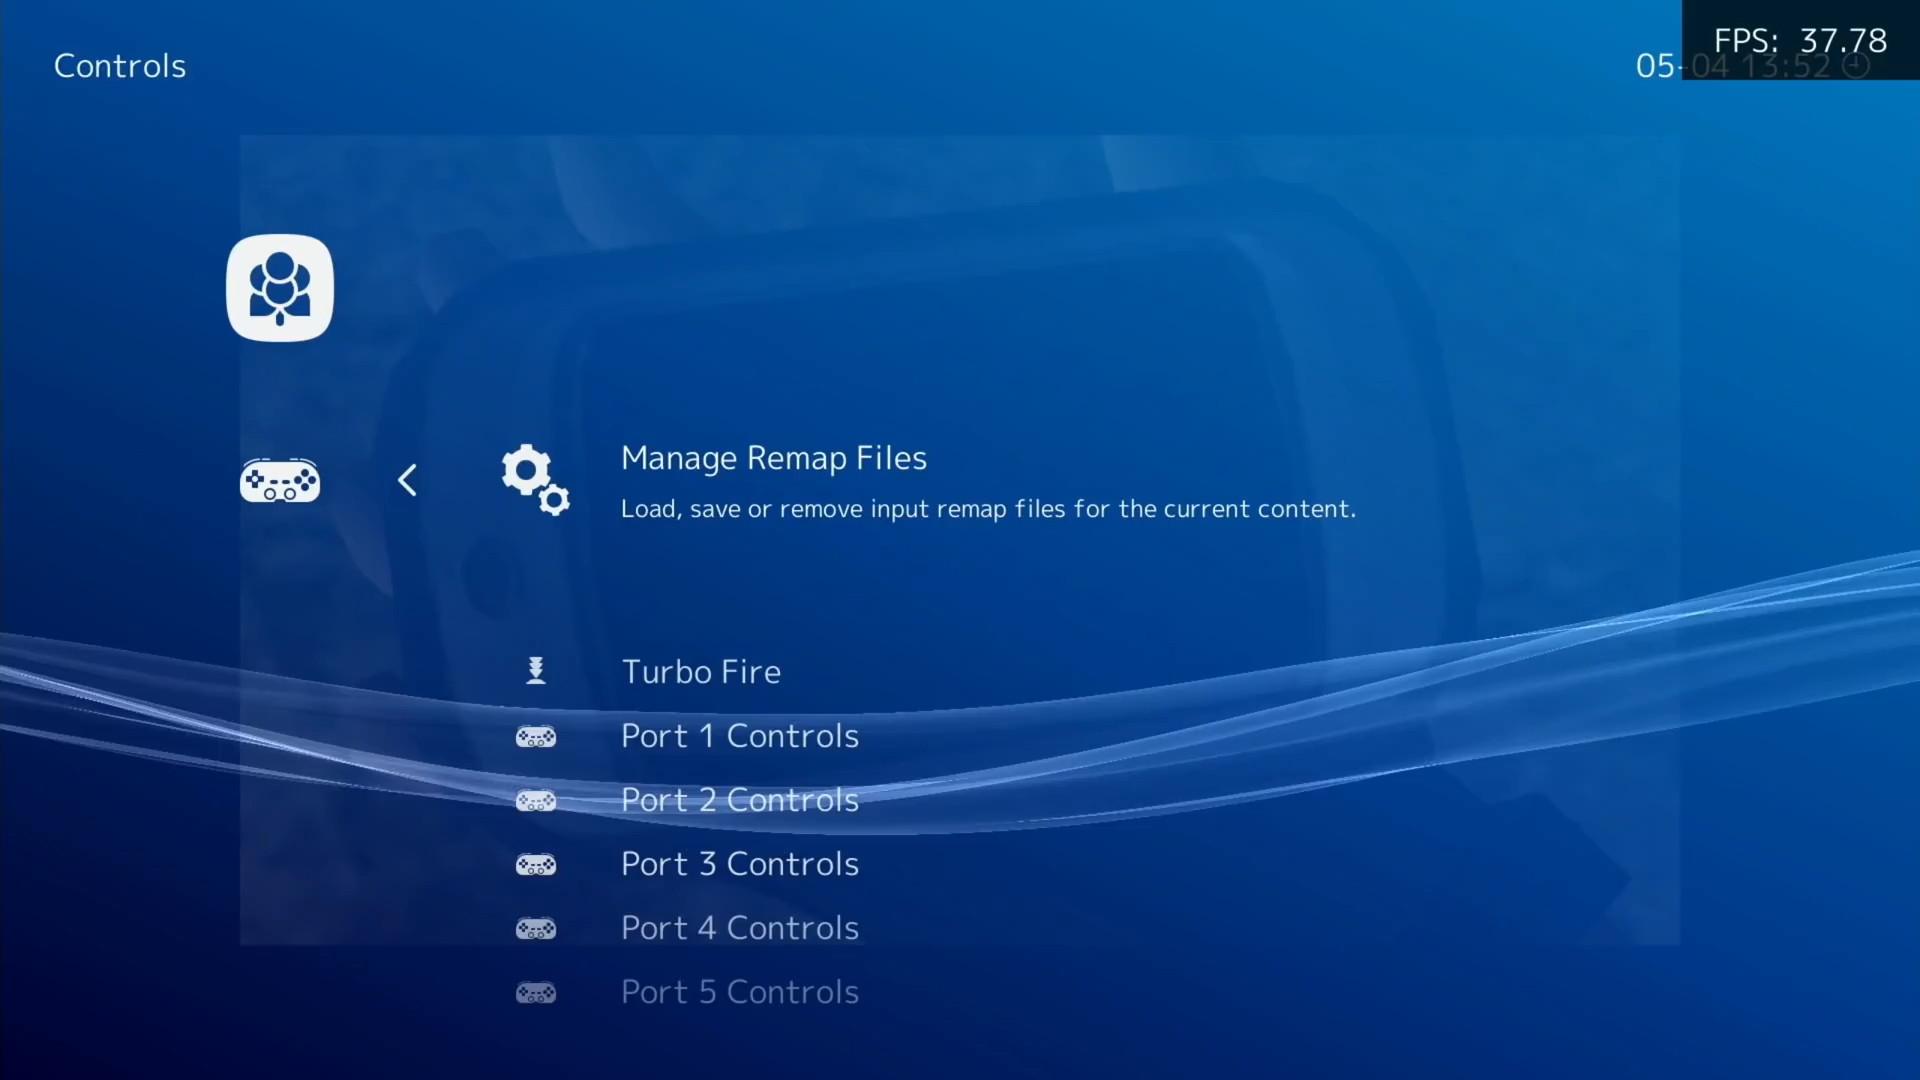 FPS: 37.78
Controls
05-04 13:52
Manage Remap Files
Load, save or remove input remap files for the current content.
Turbo Fire
Port 1 Controls
Port 2 Controls
Port 3 Controls
Port 4 Controls
Port 5 Controls